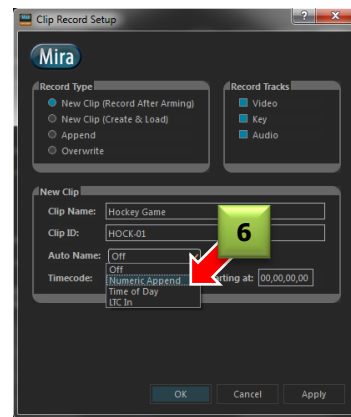 Clip Record Setup
Mira
Record Type
New Clip (Record After Arming)
New Clip (Create & Load)
Append
Overwrite
Record Tracks
Video
Key
Audio
New Clip
Clip Name: Hockey Game
Clip ID: HOCK-01
6
Auto Name: Off
Off
Numeric Append
Time of Day
LTC In
Timecode:
at: 00,00,00,00
OK Cancel Apply